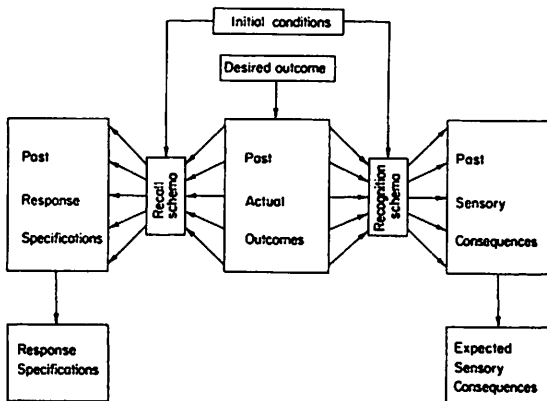 Initial conditions
Desired outcome
Past
Response
Specifications
Recall
schema
Past
Actual
Outcomes
Recognition
schema
Past
Sensory
Consequences
Response
Specifications
Expected
Sensory
Consequences